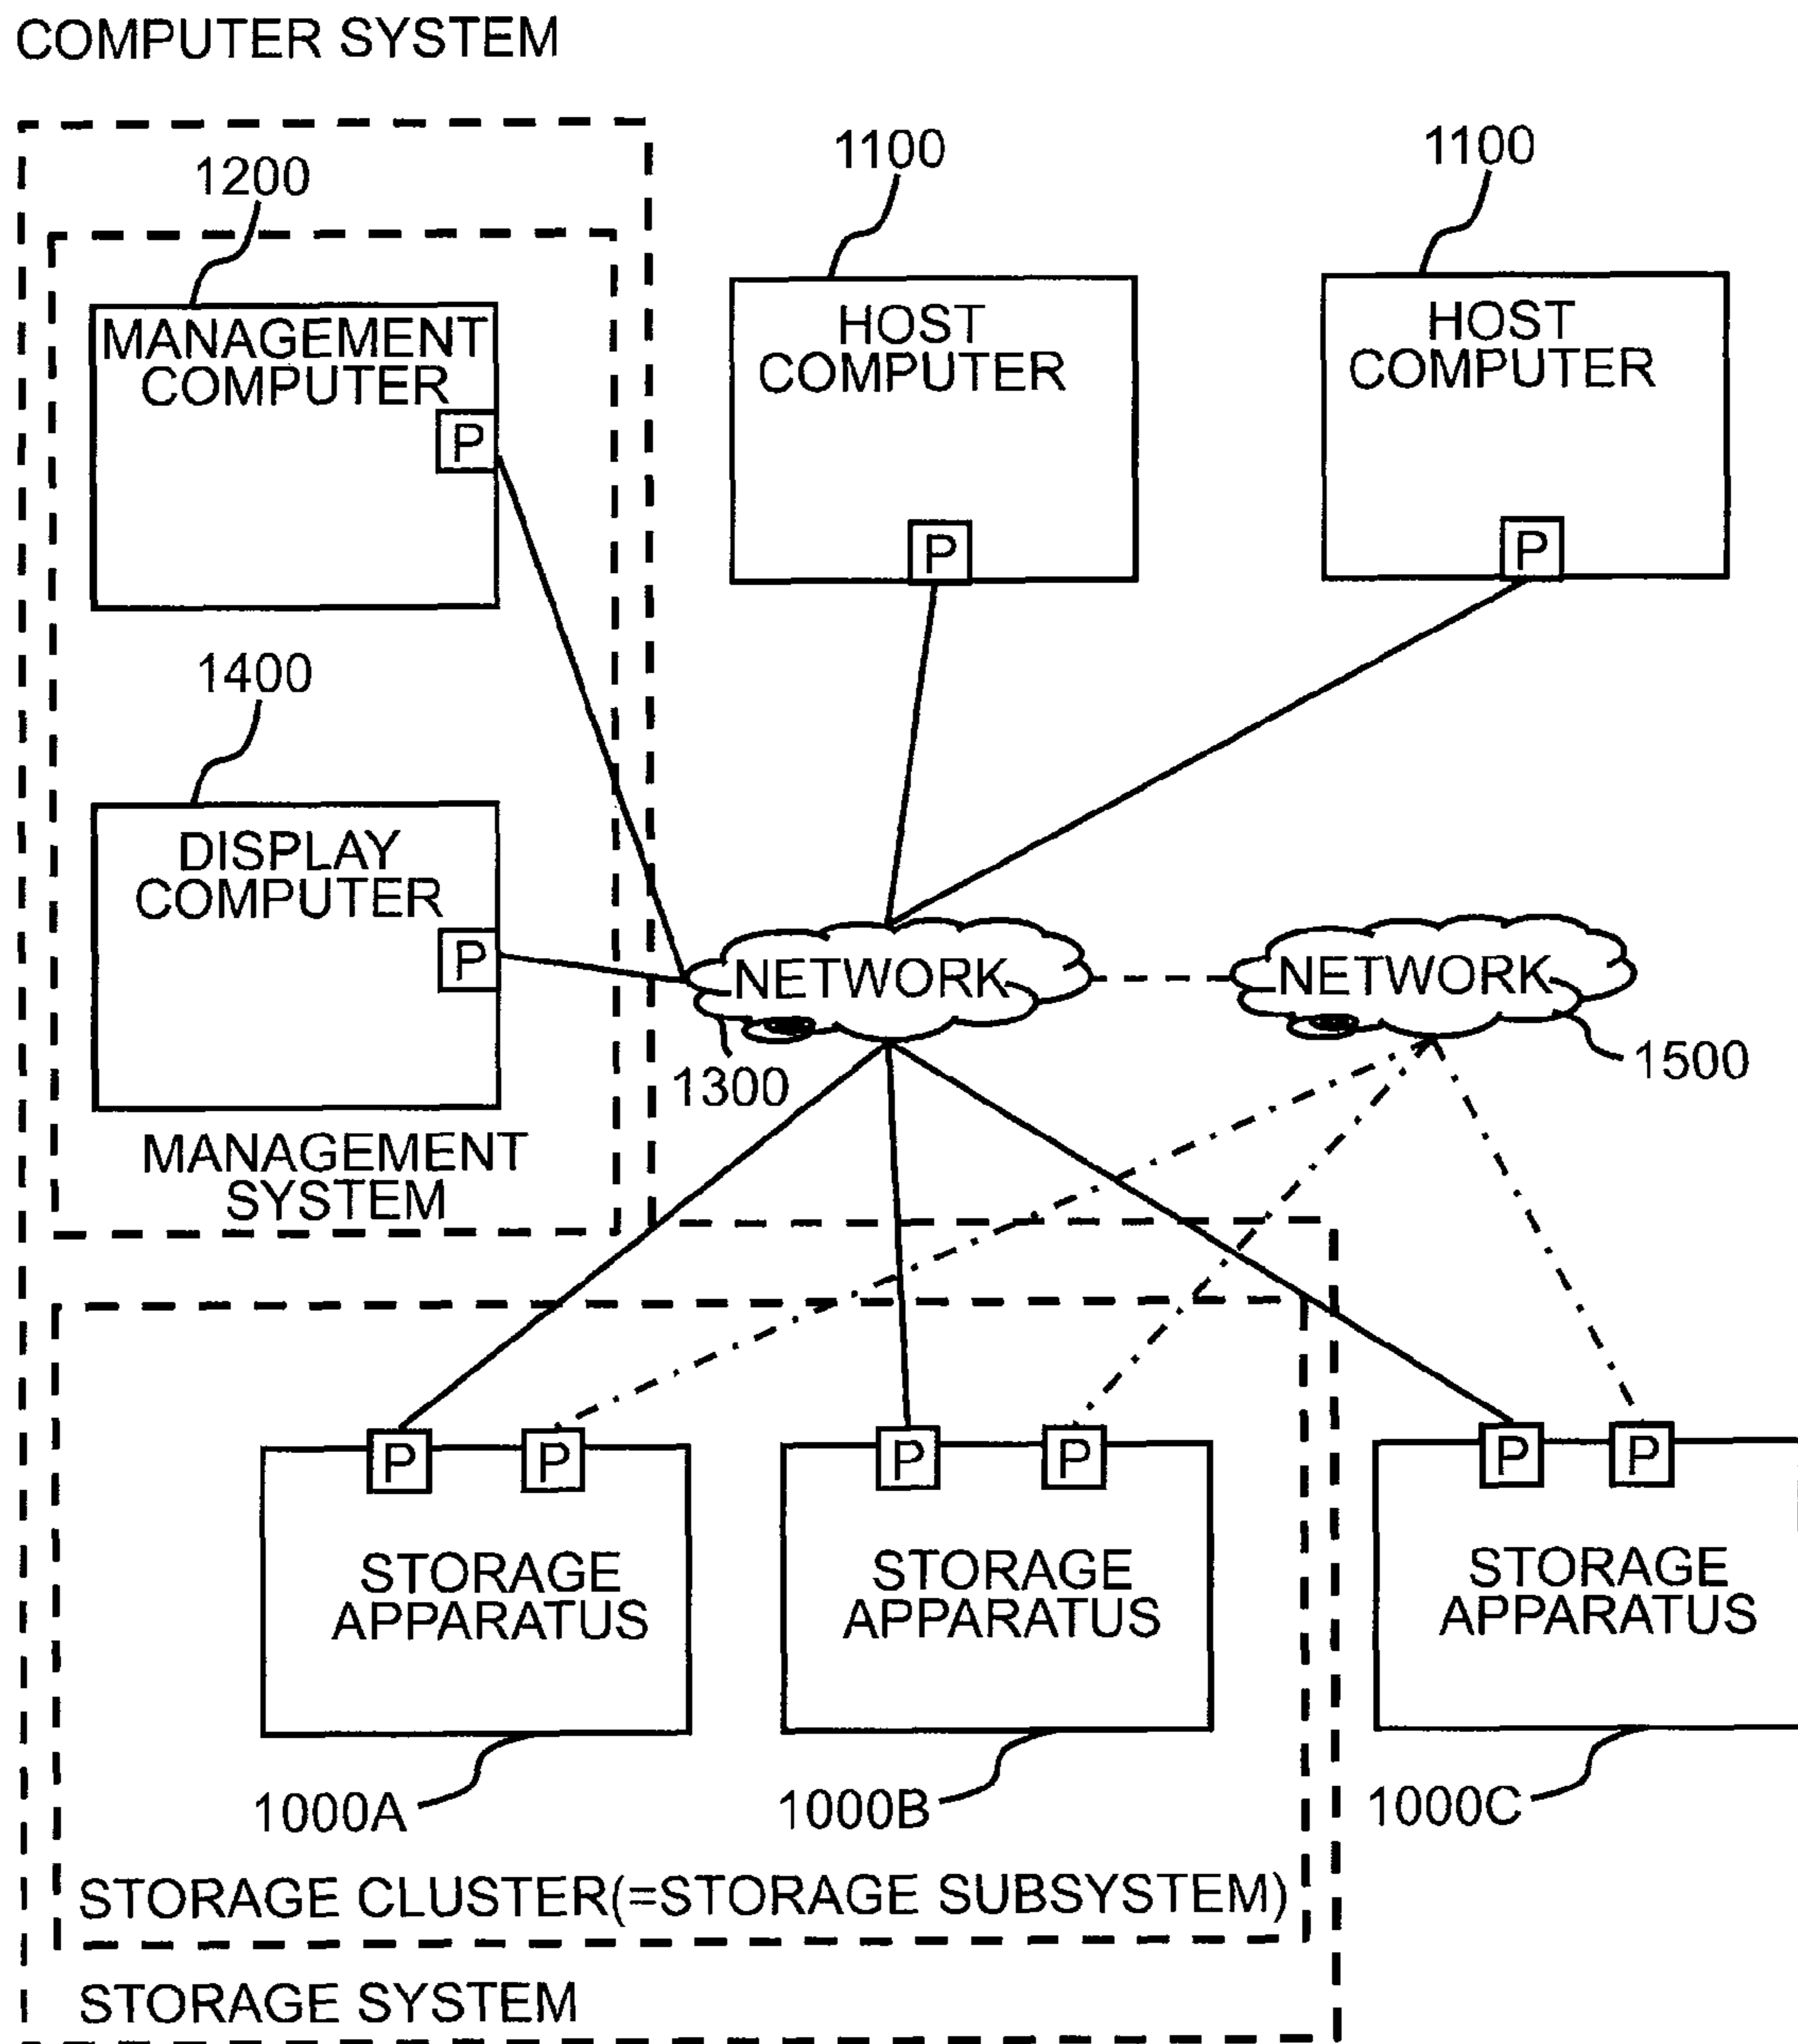 COMPUTER SYSTEM
1200
1100
1100
MANAGEMENT
COMPUTER
P
HOST
COMPUTER
P
HOST
COMPUTER
P
1400
DISPLAY
COMPUTER
P
MANAGEMENT
SYSTEM
NETWORK
1300
NETWORK
1500
P
P
STORAGE
APPARATUS
1000A
P
P
STORAGE
APPARATUS
1000B
P
P
STORAGE
APPARATUS
1000C
STORAGE CLUSTER(=STORAGE SUBSYSTEM)
STORAGE SYSTEM